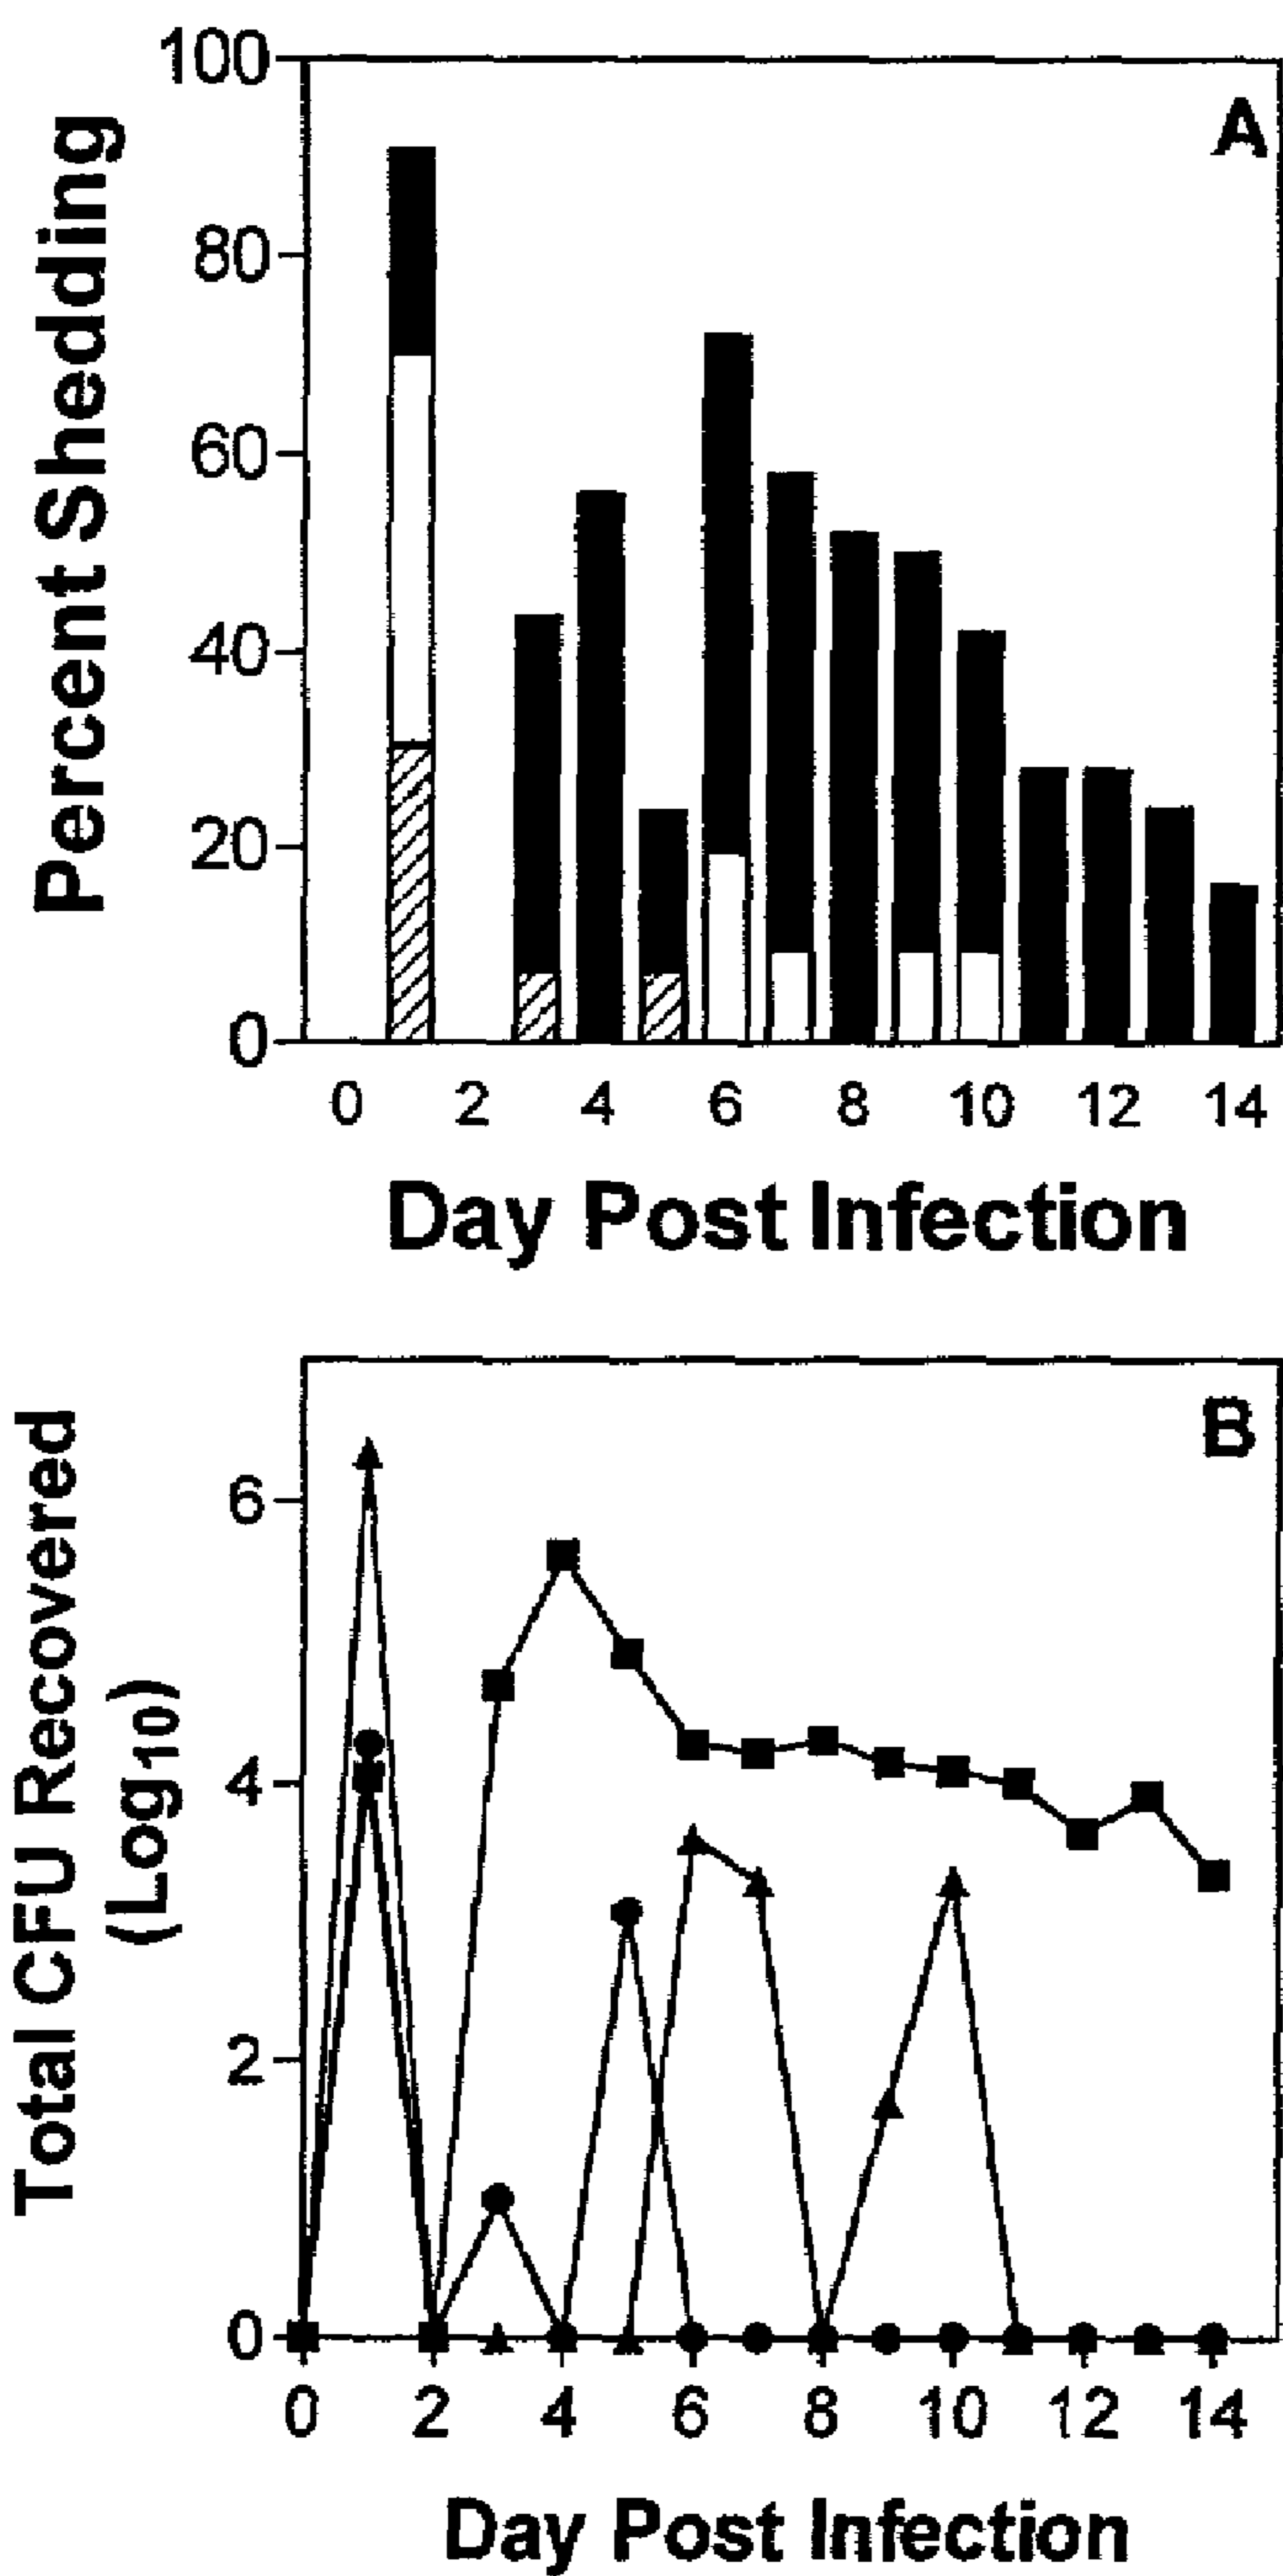 A
Percent Shedding
100
80
60
40
20
0
0 2 4 6 8 10 12 14
Day Post Infection
B
Total CFU Recovered
(Log10)
6
4
2
0
0 2 4 6 8 10 12 14
Day Post Infection